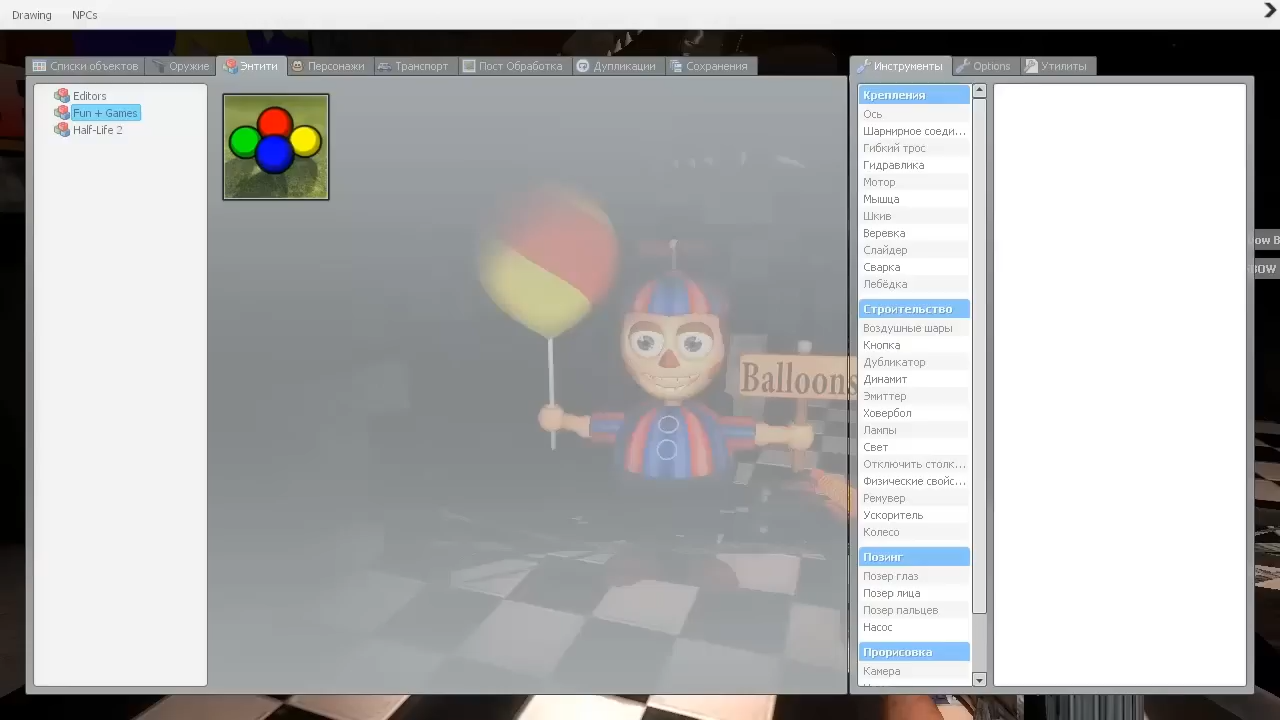 Drawing NPCs
Списки объектов Оружие Энтити Персонажи Транспорт Пост Обработка Дупликации Сохранения
Editors
Fun + Games
Half-Life 2
Balloons
Инструменты Options Утилиты
Крепления
Ось
Шарнирное соеди...
Гибкий трос
Гидравлика
Мотор
Мышца
Шкив
Веревка
Слайдер
Сварка
Лебёдка
Строительство
Воздушные шары
Кнопка
Дубликатор
Динамит
Эмиттер
Ховербол
Лампы
Свет
Отключить столк...
Физические свойс...
Ремувер
Ускоритель
Колесо
Позинг
Позер глаз
Позер лица
Позер пальцев
Насос
Прорисовка
Камера